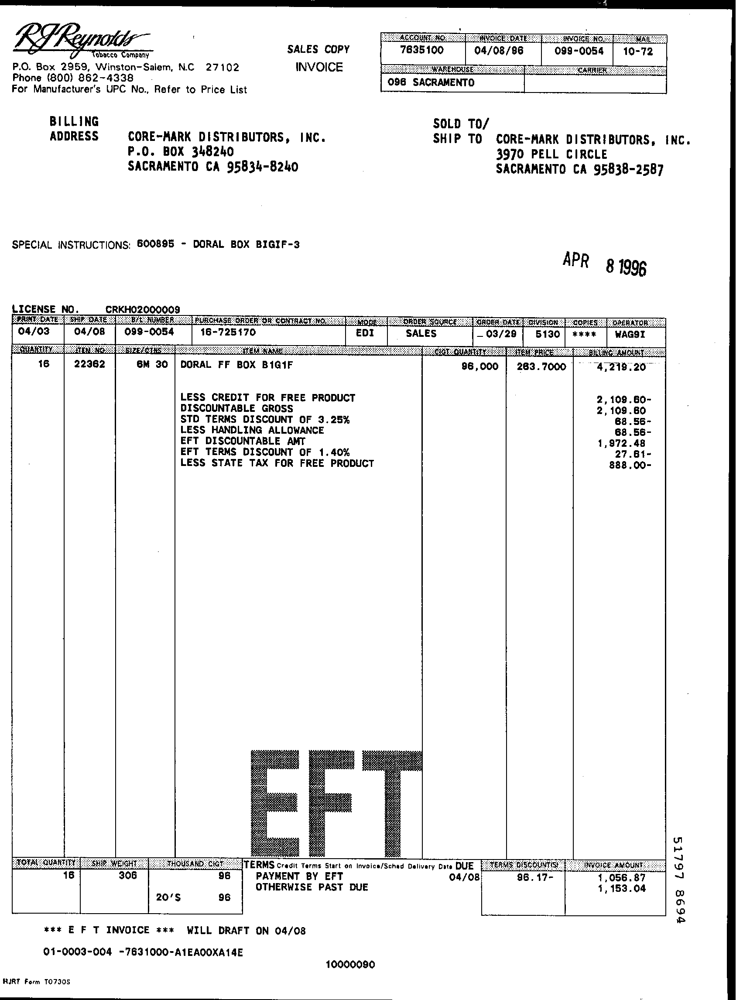 RJReynolds
Tobacco Company
P.O. Box 2959, Winston-Salem, N.C 27102
Phone (800) 862-4338
For Manufacturer's UPC No., Refer to Price List
SALES COPY
INVOICE
ACCOUNT NO. INVOICE DATE INVOICE NO. MAIL
7635100 04/08/96 099-0054 10-72
WAREHOUSE CARRIER
096 SACRAMENTO
BILLING
ADDRESS CORE-MARK DISTRIBUTORS, INC.
P.O. BOX 348240
SACRAMENTO CA 95834-8240
SOLD TO/
SHIP TO CORE-MARK DISTRIBUTORS, INC.
3970 PELL CIRCLE
SACRAMENTO CA 95838-2587
SPECIAL INSTRUCTIONS: 600895 - DORAL BOX BIGIF-3
APR 8 1996
LICENSE NO. CRKH02000009
PRINT DATE SHIP DATE B/L NUMBER PURCHASE ORDER OR CONTRACT NO. MODE ORDER SOURCE ORDER DATE DIVISION COPIES OPERATOR
04/03 04/08 099-0054 16-725170 EDI SALES 03/29 5130 **** WAG9I
QUANTITY ITEM NO SIZE/CTNS ITEM NAME CIGT QUANTITY ITEM PRICE BILLING AMOUNT
16 22362 6M 30 DORAL FF BOX B1G1F 96,000 263.7000 4,219.20
LESS CREDIT FOR FREE PRODUCT 2,109.60-
DISCOUNTABLE GROSS 2,109.60
STD TERMS DISCOUNT OF 3.25% 68.56-
LESS HANDLING ALLOWANCE 68.56-
EFT DISCOUNTABLE AMT 1,972.48
EFT TERMS DISCOUNT OF 1.40% 27.61-
LESS STATE TAX FOR FREE PRODUCT 888.00-
EFT
TOTAL QUANTITY SHIP WEIGHT THOUSAND CIGT TERMS Credit Terms Start on Invoice/Sched Delivery Date DUE TERMS DISCOUNT(S) INVOICE AMOUNT
16 306 96 PAYMENT BY EFT 04/08 96.17- 1,056.87
OTHERWISE PAST DUE 1,153.04
20'S 96
*** E F T INVOICE *** WILL DRAFT ON 04/08
01-0003-004 -7631000-A1EA00XA14E
10000090
RJRT Form T0730S
51797 8694